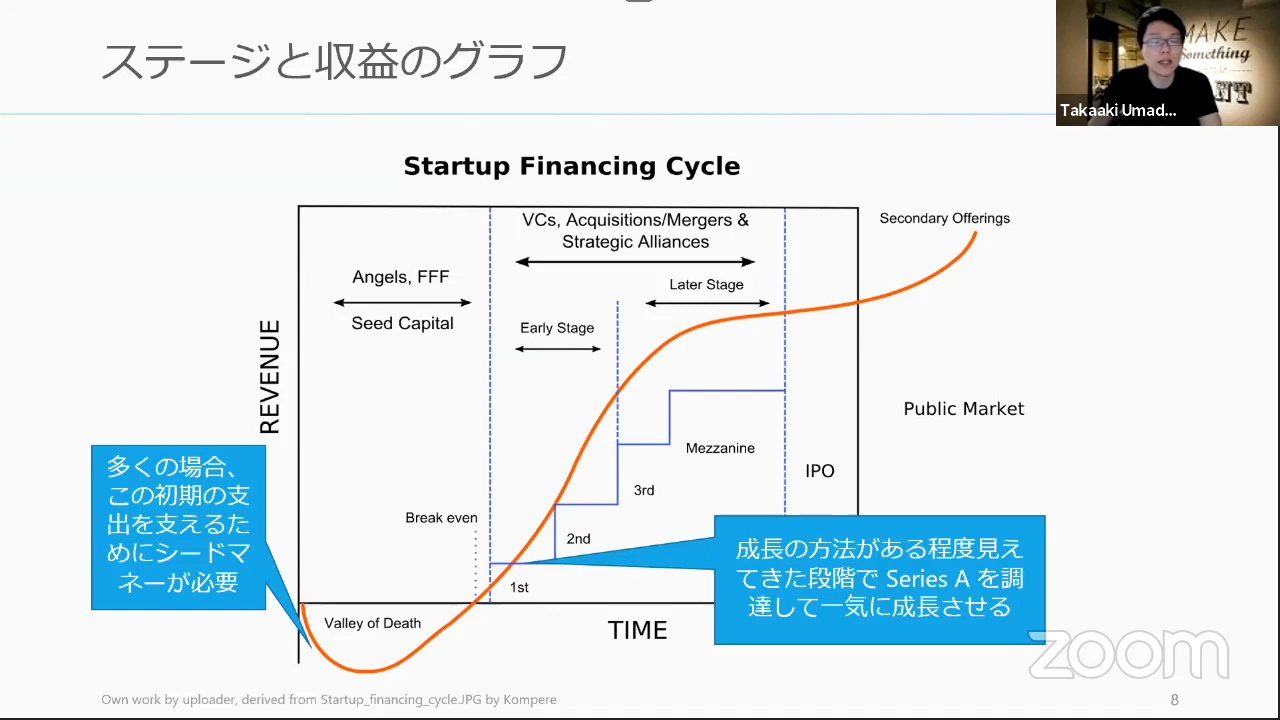 ステージと収益のグラフ
MAKE
Something
ANT
Takaaki Umad...
Startup Financing Cycle
VCs, Acquisitions/Mergers &
Strategic Alliances
Secondary Offerings
Angels, FFF
Later Stage
Seed Capital
Early Stage
REVENUE
Public Market
多くの場合、
この初期の支
出を支えるた
めにシードマ
ネーが必要
Mezzanine
IPO
3rd
Break even
2nd
1st
成長の方法がある程度見え
てきた段階で Series A を調
達して一気に成長させる
Valley of Death
TIME
zoom
Own work by uploader, derived from Startup_financing_cycle.JPG by Kompere
8